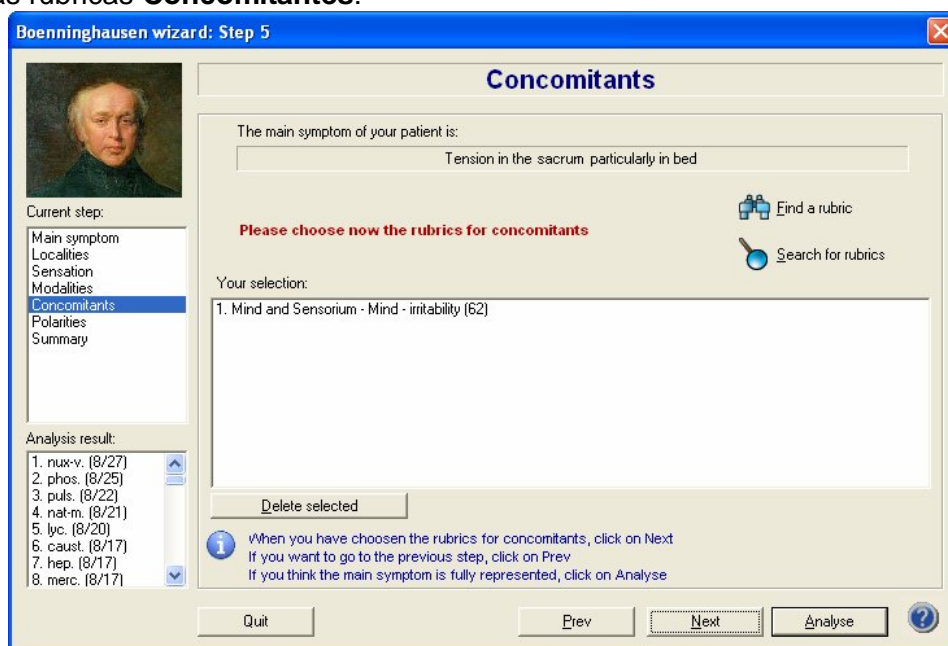 as rúbricas Concomitantes.
Boenninghausen wizard: Step 5
Concomitants
The main symptom of your patient is:
Tension in the sacrum particularly in bed
Find a rubric
Please choose now the rubrics for concomitants
Search for rubrics
Current step:
Main symptom
Localities
Sensation
Modalities
Concomitants
Polarities
Summary
Your selection:
1. Mind and Sensorium - Mind - irritability (62)
Analysis result:
1. nux-v. (8/27)
2. phos. (8/25)
3. puls. (8/22)
4. nat-m. (8/21)
5. lyc. (8/20)
6. caust. (8/17)
7. hep. (8/17)
8. merc. (8/17)
Delete selected
When you have choosen the rubrics for concomitants, click on Next
If you want to go to the previous step, click on Prev
If you think the main symptom is fully represented, click on Analyse
Quit
Prev
Next
Analyse